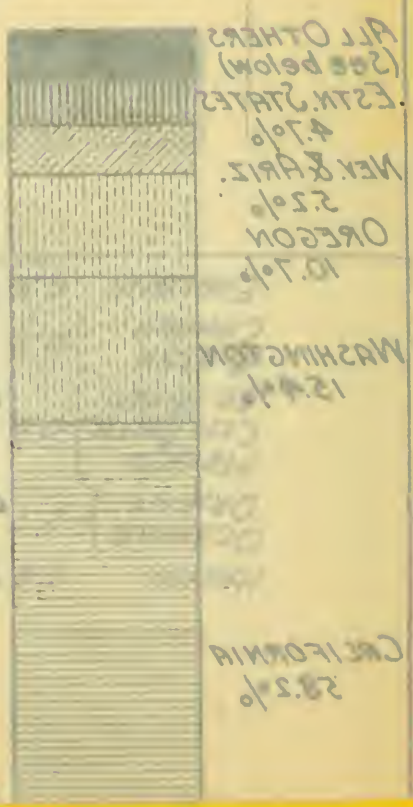 ALL OTHERS
(See below)
ESTN. STATES
4.7%
NEV. & ARIZ.
5.2%
OREGON
10.7%
WASHINGTON
15.4%
CALIFORNIA
58.2%